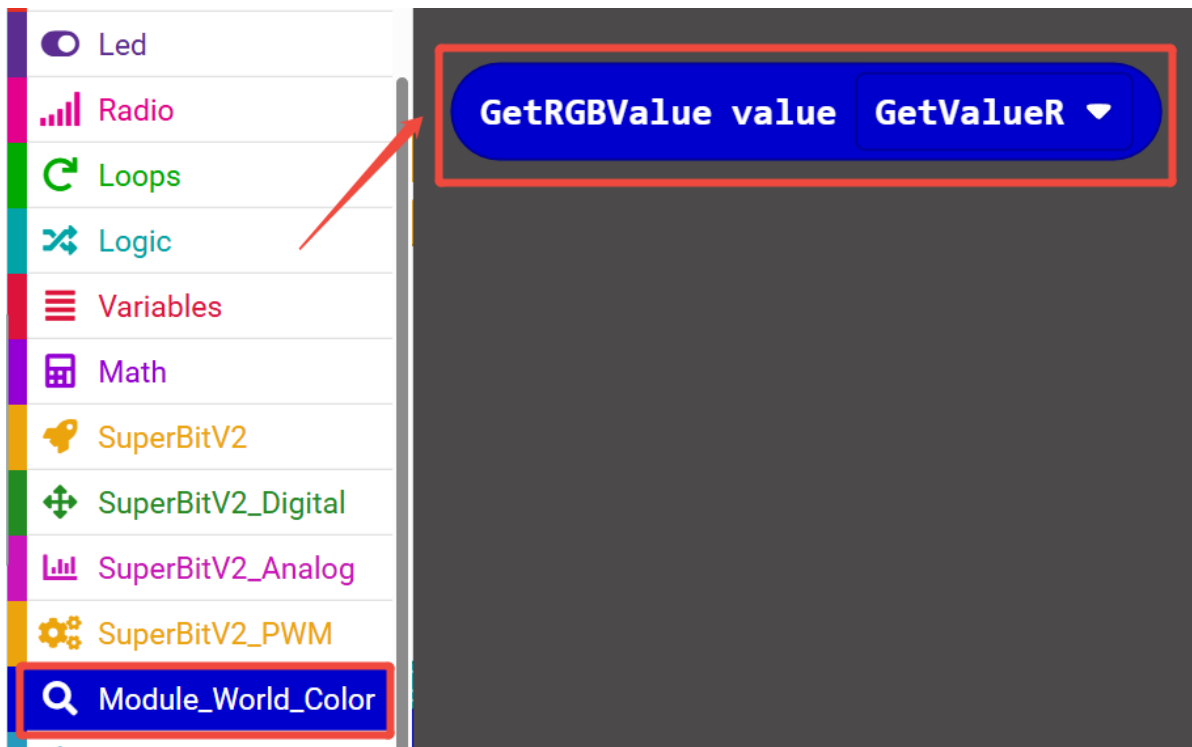 Led
Radio
Loops
Logic
Variables
Math
SuperBitV2
SuperBitV2_Digital
SuperBitV2_Analog
SuperBitV2_PWM
Module_World_Color
GetRGBValue value GetValueR